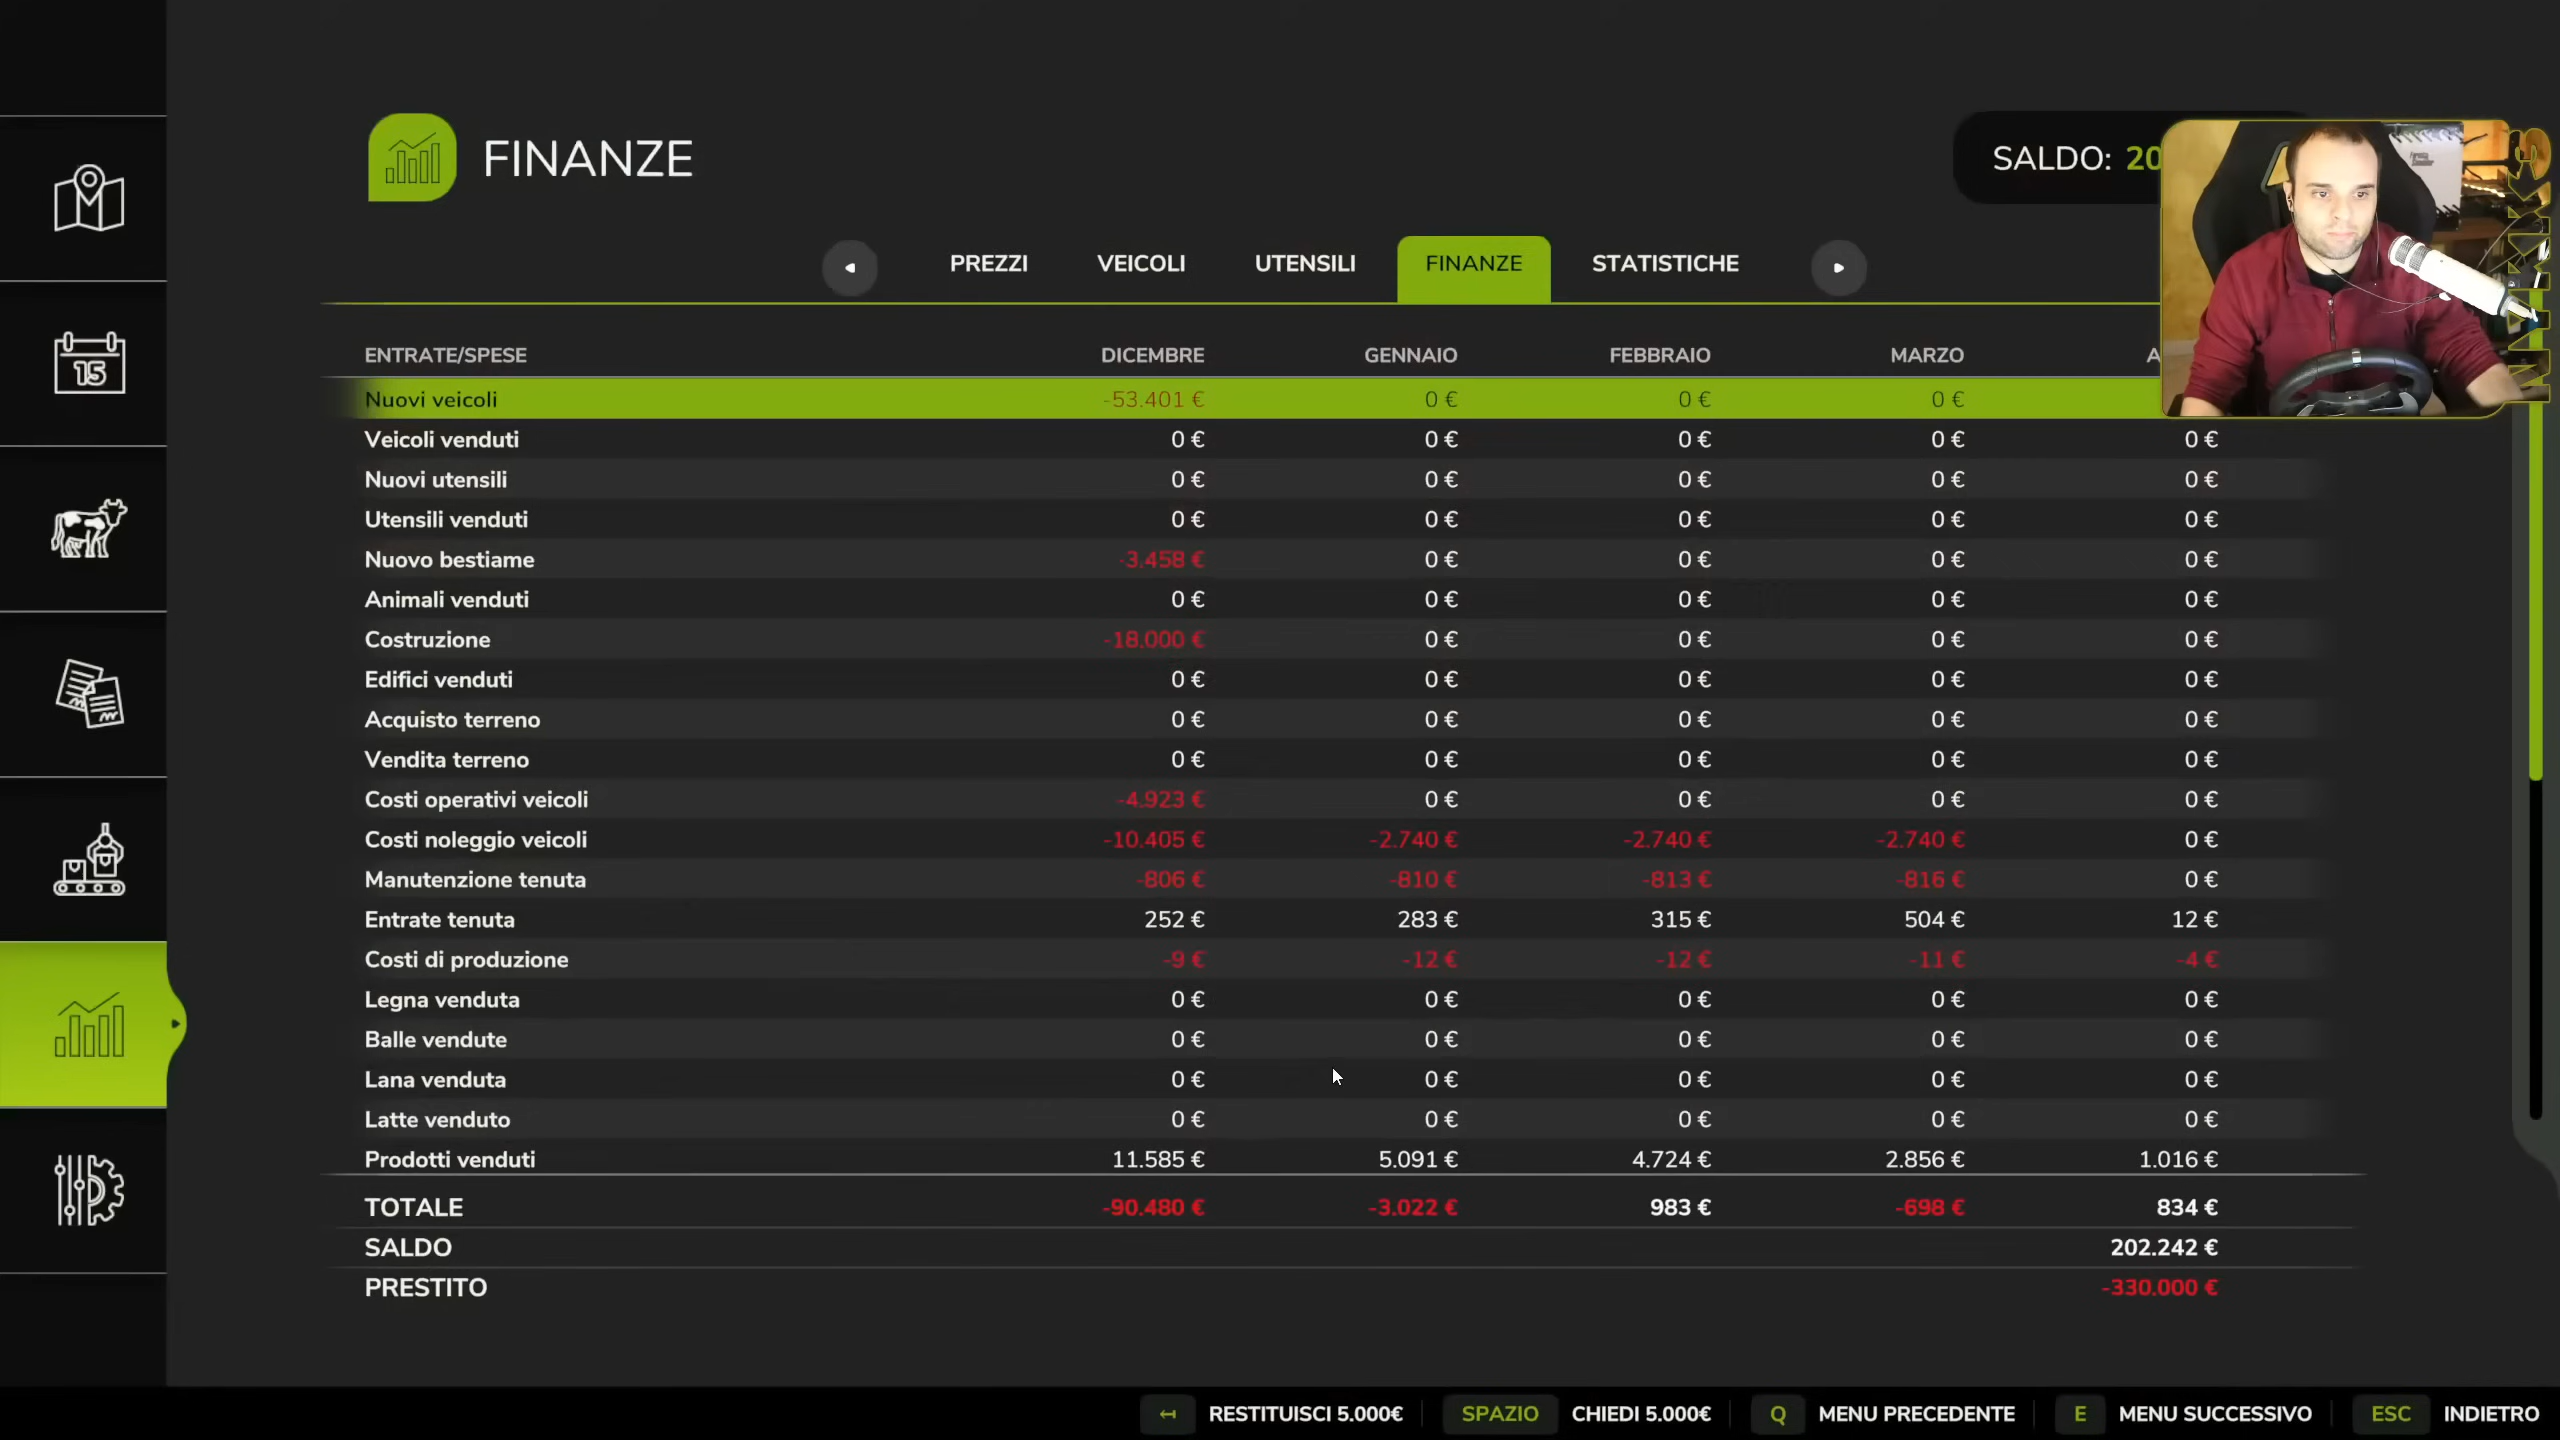 FINANZE
SALDO: 20
PREZZI VEICOLI UTENSILI FINANZE STATISTICHE
ENTRATE/SPESE DICEMBRE GENNAIO FEBBRAIO MARZO A
Nuovi veicoli -53.401 € 0 € 0 € 0 €
Veicoli venduti 0 € 0 € 0 € 0 € 0 €
Nuovi utensili 0 € 0 € 0 € 0 € 0 €
Utensili venduti 0 € 0 € 0 € 0 € 0 €
Nuovo bestiame -3.458 € 0 € 0 € 0 € 0 €
Animali venduti 0 € 0 € 0 € 0 € 0 €
Costruzione -18.000 € 0 € 0 € 0 € 0 €
Edifici venduti 0 € 0 € 0 € 0 € 0 €
Acquisto terreno 0 € 0 € 0 € 0 € 0 €
Vendita terreno 0 € 0 € 0 € 0 € 0 €
Costi operativi veicoli -4.923 € 0 € 0 € 0 € 0 €
Costi noleggio veicoli -10.405 € -2.740 € -2.740 € -2.740 € 0 €
Manutenzione tenuta -806 € -810 € -813 € -816 € 0 €
Entrate tenuta 252 € 283 € 315 € 504 € 12 €
Costi di produzione -9 € -12 € -12 € -11 € -4 €
Legna venduta 0 € 0 € 0 € 0 € 0 €
Balle vendute 0 € 0 € 0 € 0 € 0 €
Lana venduta 0 € 0 € 0 € 0 € 0 €
Latte venduto 0 € 0 € 0 € 0 € 0 €
Prodotti venduti 11.585 € 5.091 € 4.724 € 2.856 € 1.016 €
TOTALE -90.480 € -3.022 € 983 € -698 € 834 €
SALDO 202.242 €
PRESTITO -330.000 €
RESTITUISCI 5.000€ SPAZIO CHIEDI 5.000€ Q MENU PRECEDENTE E MENU SUCCESSIVO ESC INDIETRO
15